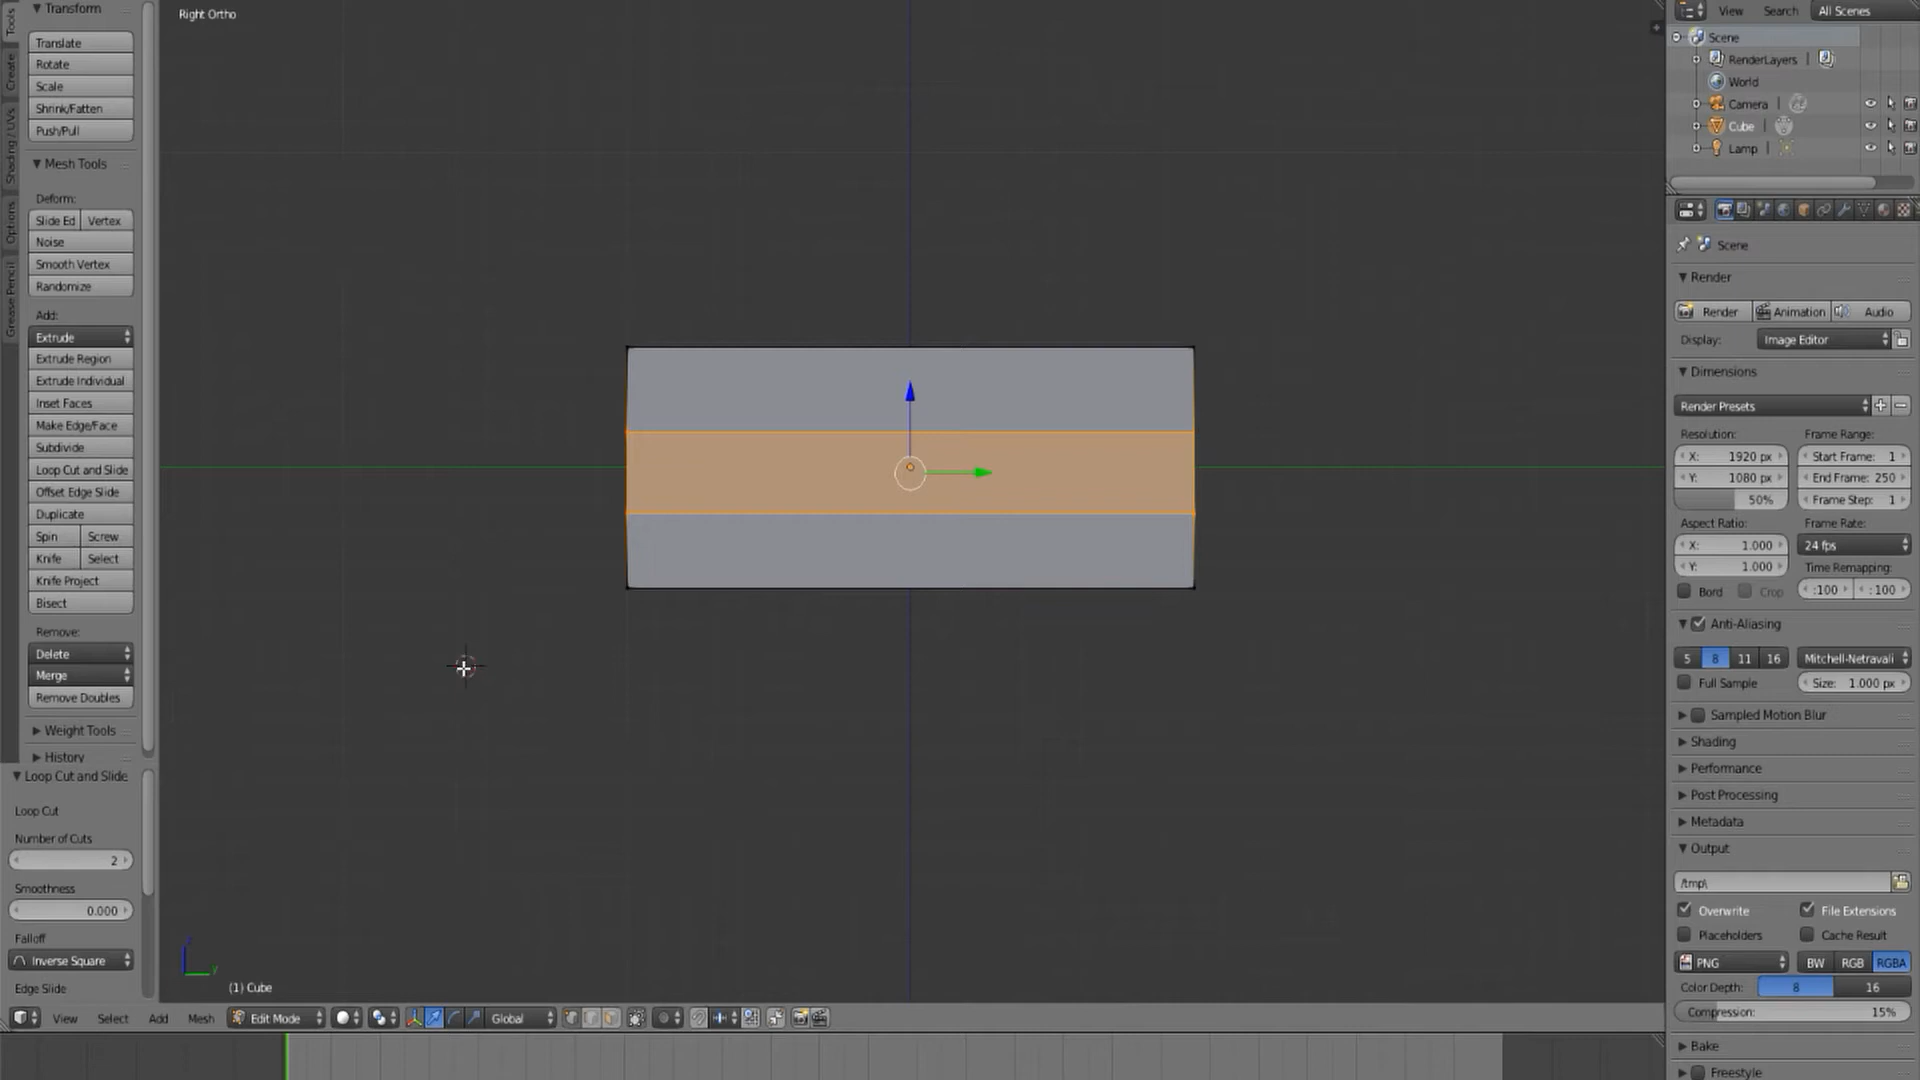 Right Ortho
Tools
Create
Shading / UVs
Options
Grease Pencil
Transform
Translate
Rotate
Scale
Shrink/Fatten
Push/Pull
Mesh Tools
Deform:
Slide Ed Vertex
Noise
Smooth Vertex
Randomize
Add:
Extrude
Extrude Region
Extrude Individual
Inset Faces
Make Edge/Face
Subdivide
Loop Cut and Slide
Offset Edge Slide
Duplicate
Spin Screw
Knife Select
Knife Project
Bisect
Remove:
Delete
Merge
Remove Doubles
Weight Tools
History
Loop Cut and Slide
Loop Cut
Number of Cuts
2
Smoothness
0.000
Falloff
Inverse Square
Edge Slide
z
y
(1) Cube
View Select Add Mesh Edit Mode Global
View Search All Scenes
Scene
RenderLayers
World
Camera
Cube
Lamp
Scene
Render
Render Animation Audio
Display: Image Editor
Dimensions
Render Presets
Resolution: Frame Range:
X: 1920 px Start Frame: 1
Y: 1080 px End Frame: 250
50% Frame Step: 1
Aspect Ratio: Frame Rate:
X: 1.000 24 fps
Y: 1.000 Time Remapping:
Bord Crop :100 :100
Anti-Aliasing
5 8 11 16 Mitchell-Netravali
Full Sample Size: 1.000 px
Sampled Motion Blur
Shading
Performance
Post Processing
Metadata
Output
/tmp\
Overwrite File Extensions
Placeholders Cache Result
PNG BW RGB RGBA
Color Depth: 8 16
Compression: 15%
Bake
Freestyle